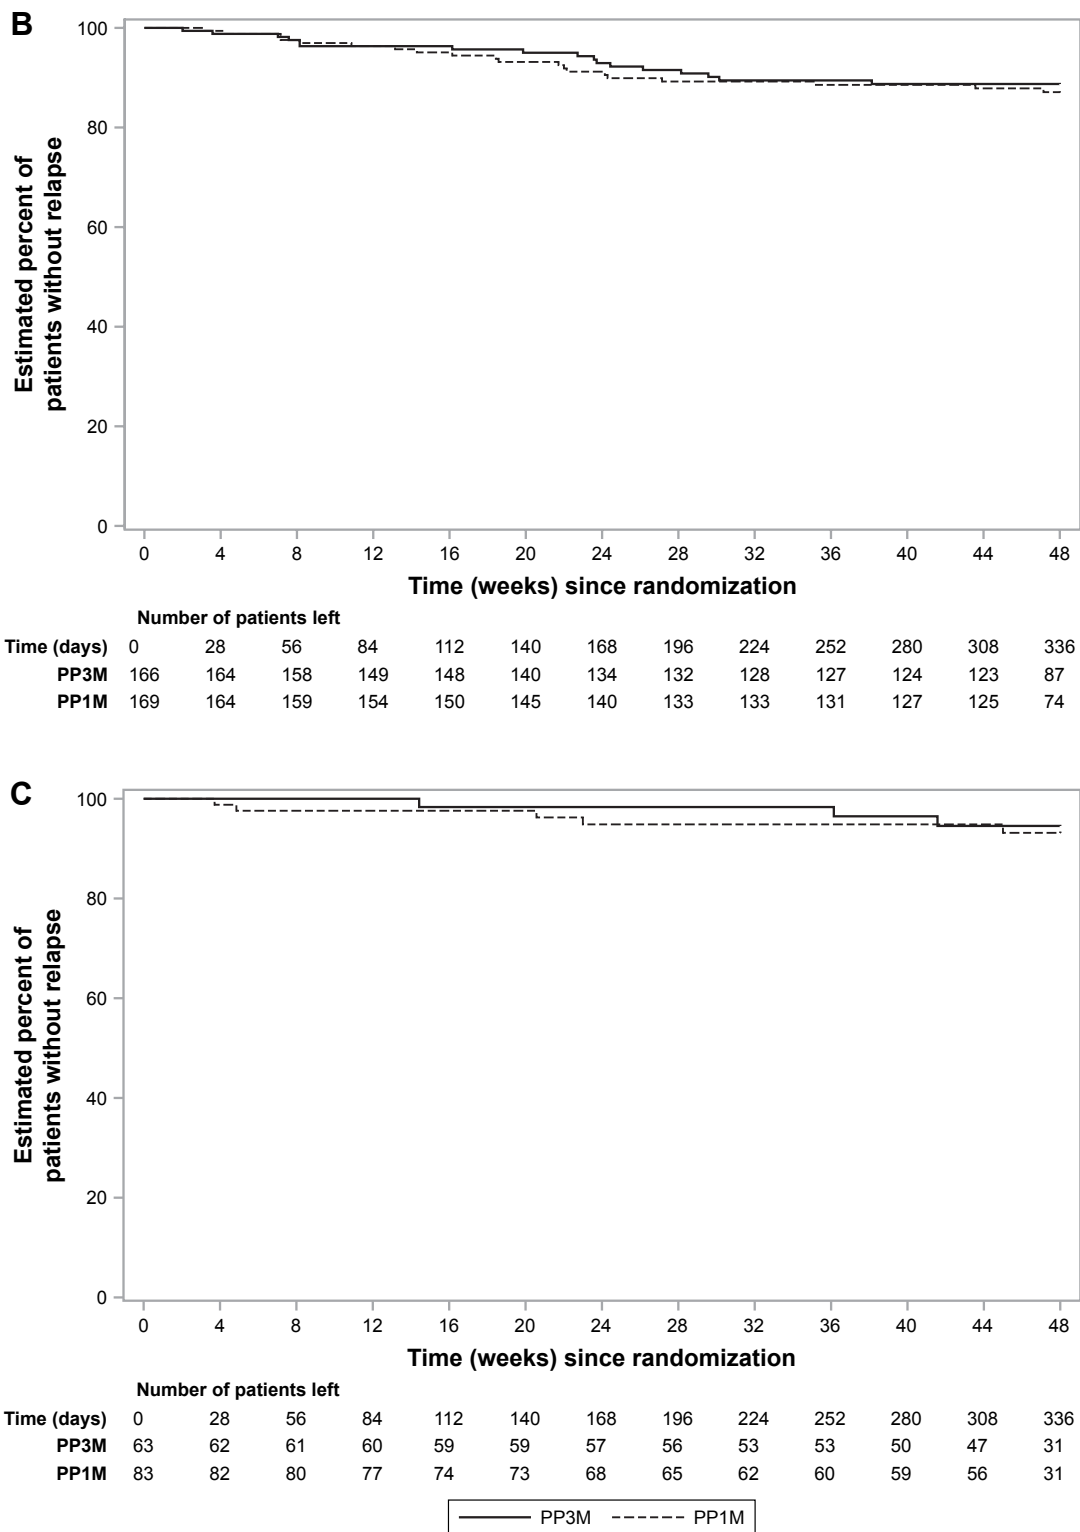 B
Estimated percent of
patients without relapse
100
80
60
40
20
0
0 4 8 12 16 20 24 28 32 36 40 44 48
Time (weeks) since randomization
Number of patients left
Time (days) 0 28 56 84 112 140 168 196 224 252 280 308 336
PP3M 166 164 158 149 148 140 134 132 128 127 124 123 87
PP1M 169 164 159 154 150 145 140 133 133 131 127 125 74
C
Estimated percent of
patients without relapse
100
80
60
40
20
0
0 4 8 12 16 20 24 28 32 36 40 44 48
Time (weeks) since randomization
Number of patients left
Time (days) 0 28 56 84 112 140 168 196 224 252 280 308 336
PP3M 63 62 61 60 59 59 57 56 53 53 50 47 31
PP1M 83 82 80 77 74 73 68 65 62 60 59 56 31
PP3M PP1M